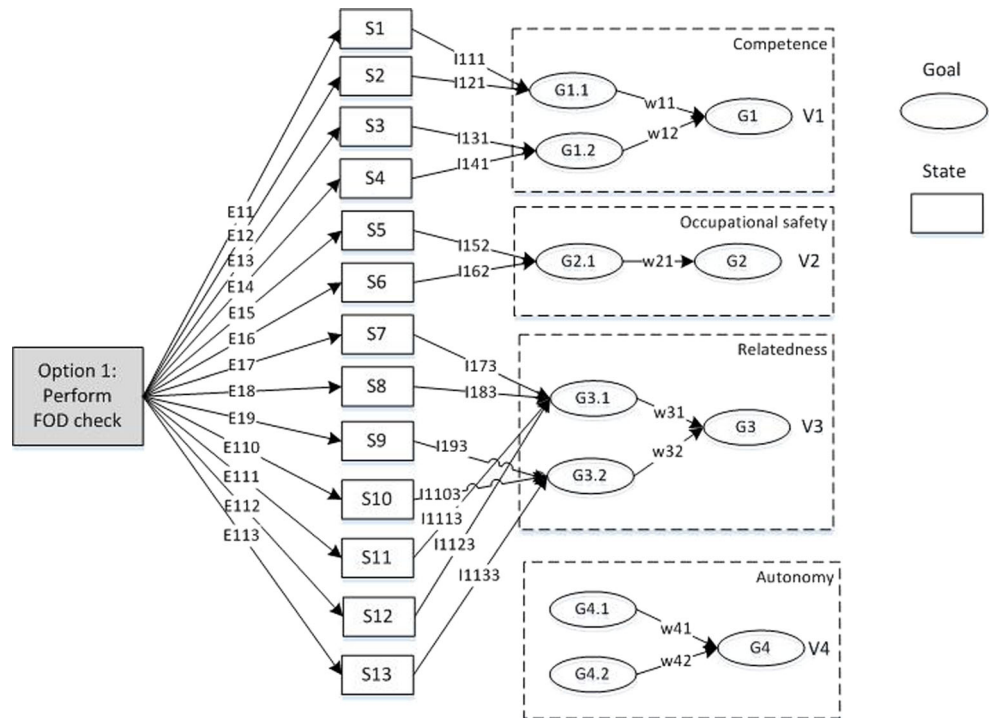 Option 1:
Perform
FOD check
E11
E12
E13
E14
E15
E16
E17
E18
E19
E110
E111
E112
E113
S1
S2
S3
S4
S5
S6
S7
S8
S9
S10
S11
S12
S13
I111
I121
I131
I141
I152
I162
I173
I183
I193
I1103
I1113
I1123
I1133
Competence
G1.1
w11
G1
V1
w12
G1.2
Occupational safety
G2.1
w21
G2
V2
Relatedness
G3.1
w31
G3
V3
w32
G3.2
Autonomy
G4.1
w41
G4
V4
w42
G4.2
Goal
State